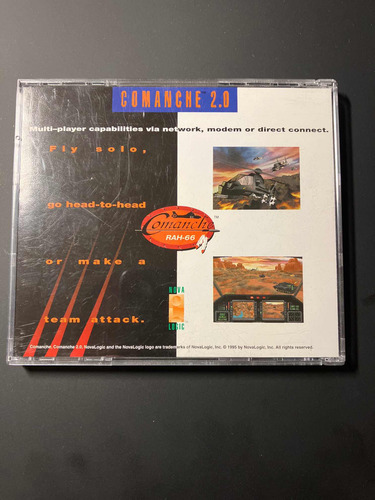 COMANCHE™ 2.0
Multi-player capabilities via network, modem or direct connect.
Fly solo,
go head-to-head
Comanche™
RAH-66
or make a
NOVA
LOGIC
team attack.
Comanche, Comanche 2.0, NovaLogic and the NovaLogic logo are trademarks of NovaLogic, Inc. © 1995 by NovaLogic, Inc. All rights reserved.